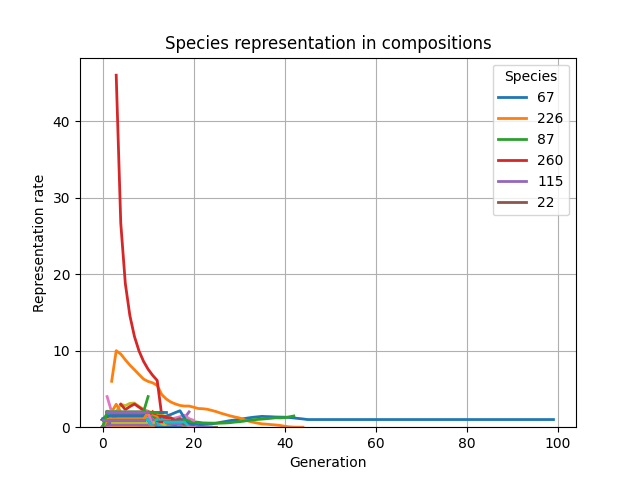 Species representation in compositions
Representation rate
40
30
20
10
0
0 20 40 60 80 100
Generation
Species
67
226
87
260
115
22